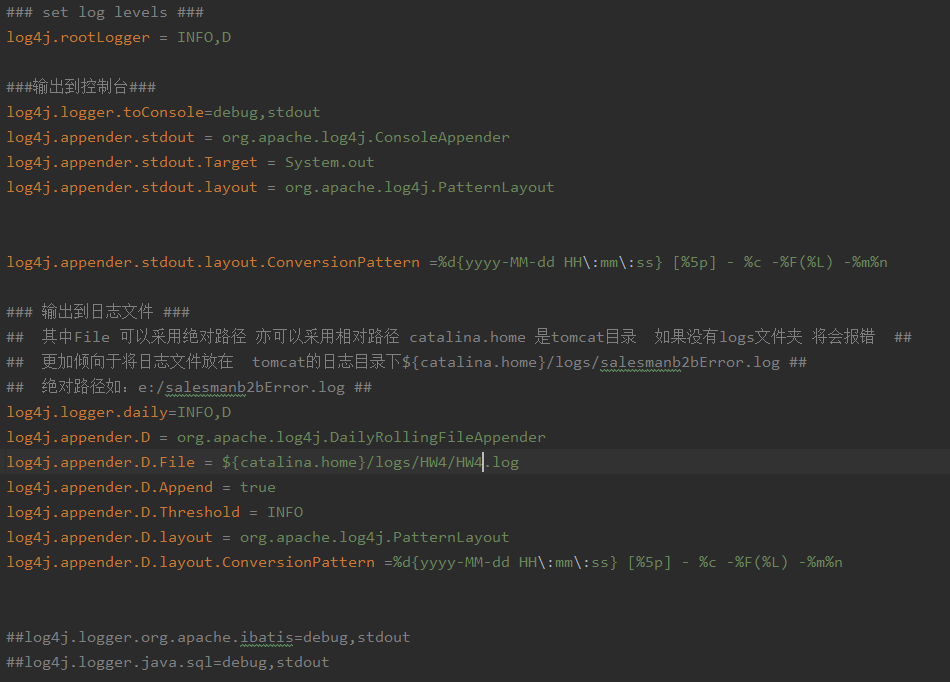 ### set log levels ###
log4j.rootLogger = INFO,D
###输出到控制台###
log4j.logger.toConsole=debug,stdout
log4j.appender.stdout = org.apache.log4j.ConsoleAppender
log4j.appender.stdout.Target = System.out
log4j.appender.stdout.layout = org.apache.log4j.PatternLayout
log4j.appender.stdout.layout.ConversionPattern =%d{yyyy-MM-dd HH\:mm\:ss} [%5p] - %c -%F(%L) -%m%n
### 输出到日志文件 ###
##  其中File 可以采用绝对路径 亦可以采用相对路径 catalina.home 是tomcat目录  如果没有logs文件夹 将会报错  ##
##  更加倾向于将日志文件放在  tomcat的日志目录下${catalina.home}/logs/salesmanb2bError.log ##
##  绝对路径如：e:/salesmanb2bError.log ##
log4j.logger.daily=INFO,D
log4j.appender.D = org.apache.log4j.DailyRollingFileAppender
log4j.appender.D.File = ${catalina.home}/logs/HW4/HW4.log
log4j.appender.D.Append = true
log4j.appender.D.Threshold = INFO
log4j.appender.D.layout = org.apache.log4j.PatternLayout
log4j.appender.D.layout.ConversionPattern =%d{yyyy-MM-dd HH\:mm\:ss} [%5p] - %c -%F(%L) -%m%n
##log4j.logger.org.apache.ibatis=debug,stdout
##log4j.logger.java.sql=debug,stdout